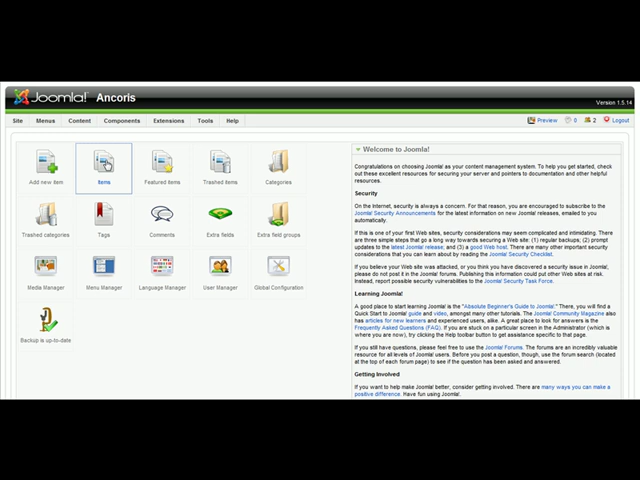 Joomla! Ancoris
Version 1.5.14
Site Menus Content Components Extensions Tools Help Preview 0 2 Logout
Add new item Items Featured items Trashed items Categories
Trashed categories Tags Comments Extra fields Extra field groups
Media Manager Menu Manager Language Manager User Manager Global Configuration
Backup is up-to-date
Welcome to Joomla!
Congratulations on choosing Joomla! as your content management system. To help you get started, check
out these excellent resources for securing your server and pointers to documentation and other helpful
resources.
Security
On the Internet, security is always a concern. For that reason, you are encouraged to subscribe to the
Joomla! Security Announcements for the latest information on new Joomla! releases, emailed to you
automatically.
If this is one of your first Web sites, security considerations may seem complicated and intimidating. There
are three simple steps that go a long way towards securing a Web site: (1) regular backups; (2) prompt
updates to the latest Joomla! release; and (3) a good Web host. There are many other important security
considerations that you can learn about by reading the Joomla! Security Checklist.
If you believe your Web site was attacked, or you think you have discovered a security issue in Joomla!,
please do not post it in the Joomla! forums. Publishing this information could put other Web sites at risk.
Instead, report possible security vulnerabilities to the Joomla! Security Task Force.
Learning Joomla!
A good place to start learning Joomla! is the "Absolute Beginner's Guide to Joomla!." There, you will find a
Quick Start to Joomla! guide and video, amongst many other tutorials. The Joomla! Community Magazine also
has articles for new learners and experienced users, alike. A great place to look for answers is the
Frequently Asked Questions (FAQ). If you are stuck on a particular screen in the Administrator (which is
where you are now), try clicking the Help toolbar button to get assistance specific to that page.
If you still have questions, please feel free to use the Joomla! Forums. The forums are an incredibly valuable
resource for all levels of Joomla! users. Before you post a question, though, use the forum search (located
at the top of each forum page) to see if the question has been asked and answered.
Getting Involved
If you want to help make Joomla! better, consider getting involved. There are many ways you can make a
positive difference. Have fun using Joomla!.